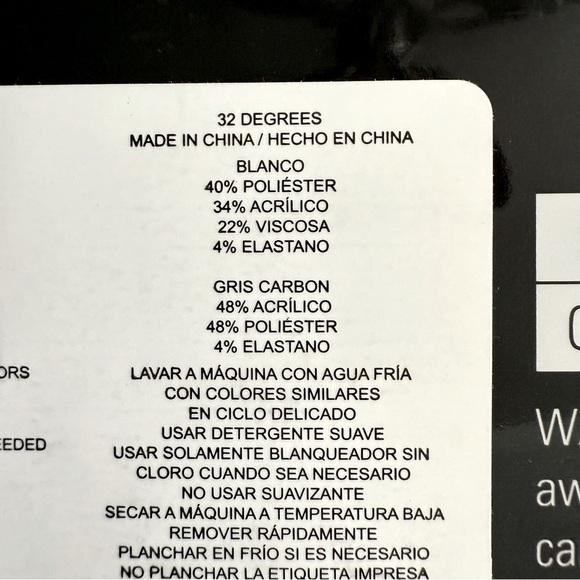 32 DEGREES
MADE IN CHINA / HECHO EN CHINA
BLANCO
40% POLIÉSTER
34% ACRÍLICO
22% VISCOSA
4% ELASTANO
GRIS CARBON
48% ACRÍLICO
48% POLIÉSTER
4% ELASTANO
LAVAR A MÁQUINA CON AGUA FRÍA
CON COLORES SIMILARES
EN CICLO DELICADO
USAR DETERGENTE SUAVE
USAR SOLAMENTE BLANQUEADOR SIN
CLORO CUANDO SEA NECESARIO
NO USAR SUAVIZANTE
SECAR A MÁQUINA A TEMPERATURA BAJA
REMOVER RÁPIDAMENTE
PLANCHAR EN FRÍO SI ES NECESARIO
NO PLANCHAR LA ETIQUETA IMPRESA
ORS
EEDED
W
aw
ca